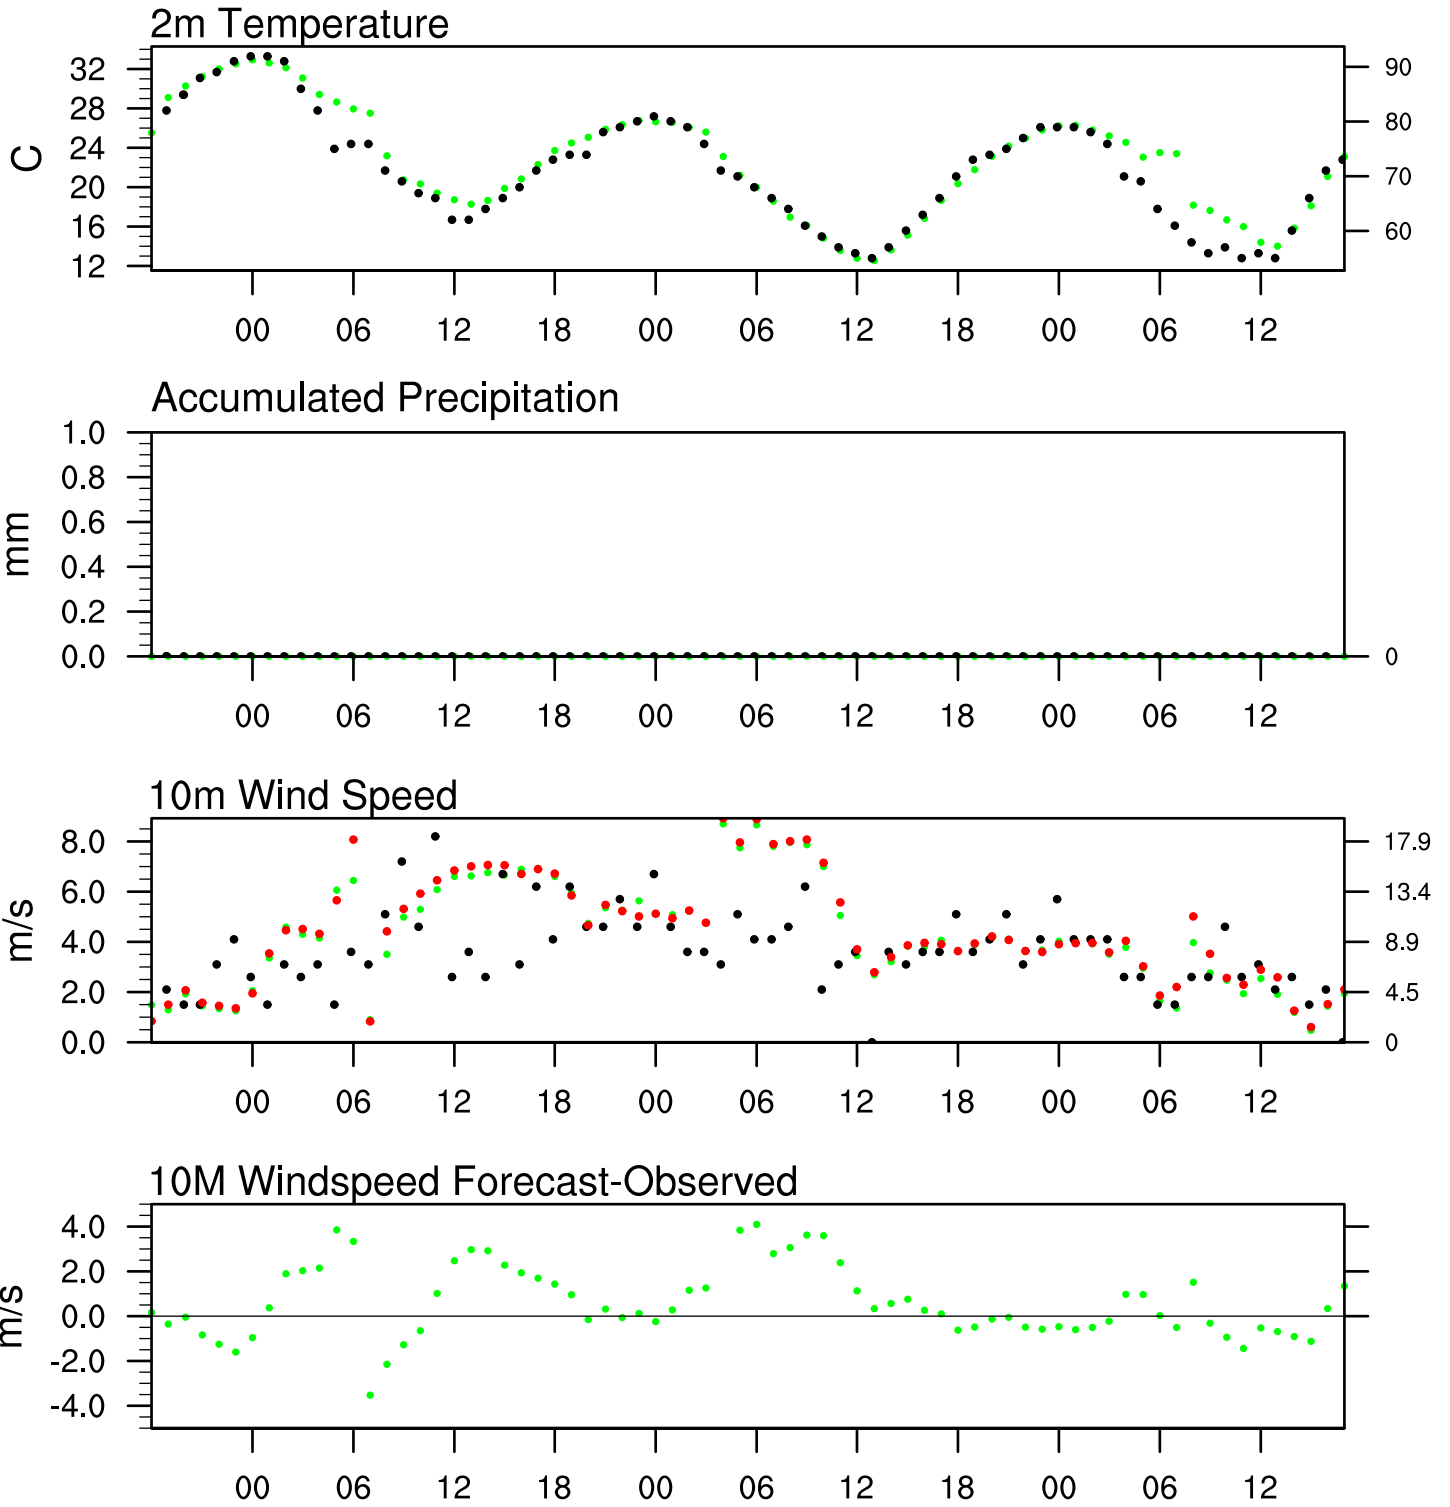 2m Temperature
32 28 24 20 16 12
C
90 80 70 60
00 06 12 18 00 06 12 18 00 06 12
Accumulated Precipitation
1.0 0.8 0.6 0.4 0.2 0.0
mm
0
00 06 12 18 00 06 12 18 00 06 12
10m Wind Speed
8.0 6.0 4.0 2.0 0.0
m/s
17.9 13.4 8.9 4.5 0
00 06 12 18 00 06 12 18 00 06 12
10M Windspeed Forecast-Observed
4.0 2.0 0.0 -2.0 -4.0
m/s
00 06 12 18 00 06 12 18 00 06 12